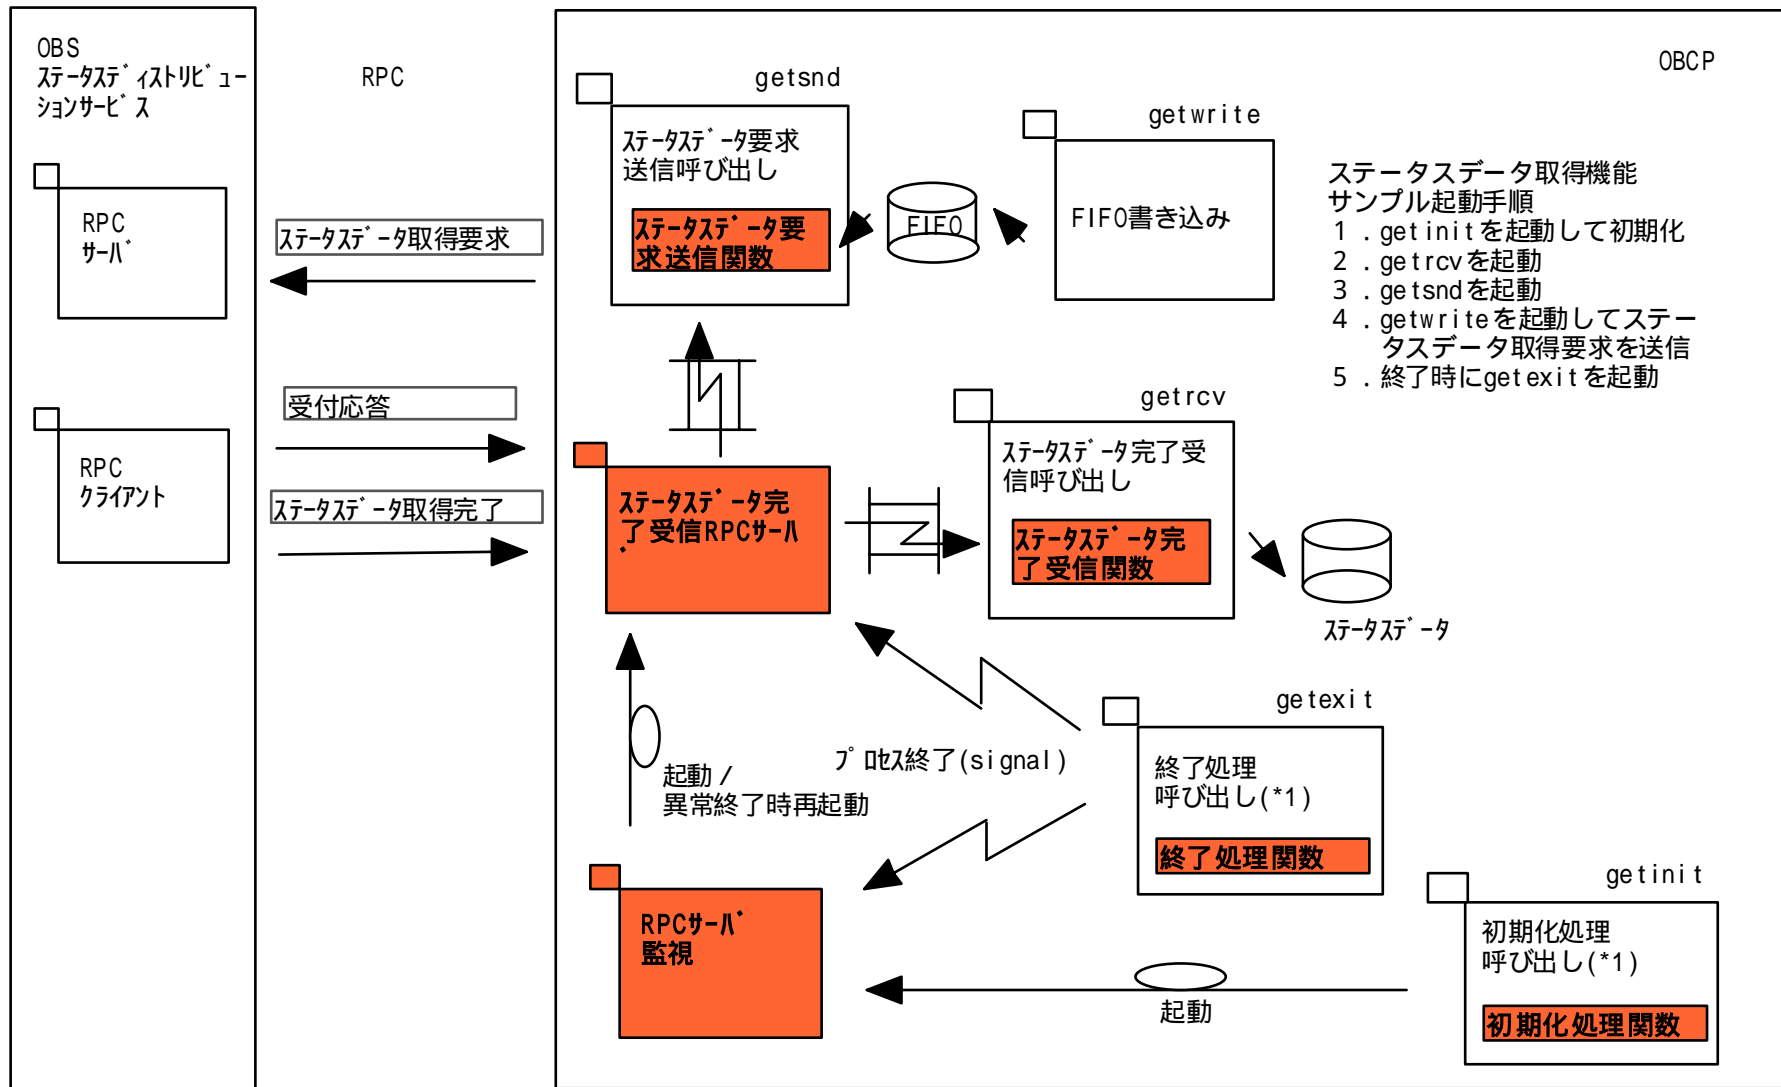 OBS
ｽﾃｰﾀｽﾃﾞｨｽﾄﾘﾋﾞｭｰ
ｼｮﾝｻｰﾋﾞｽ
RPC
OBCP
RPC
ｻｰﾊﾞ
ｽﾃｰﾀｽﾃﾞｰﾀ取得要求
getsnd
ｽﾃｰﾀｽﾃﾞｰﾀ要求
送信呼び出し
ｽﾃｰﾀｽﾃﾞｰﾀ要
求送信関数
FIFO
getwrite
FIFO書き込み
ステータスデータ取得機能
サンプル起動手順
１．getinitを起動して初期化
２．getrcvを起動
３．getsndを起動
４．getwriteを起動してステー
タスデータ取得要求を送信
５．終了時にgetexitを起動
RPC
ｸﾗｲｱﾝﾄ
受付応答
ｽﾃｰﾀｽﾃﾞｰﾀ取得完了
ｽﾃｰﾀｽﾃﾞｰﾀ完
了受信RPCｻｰﾊ
ﾞ
getrcv
ｽﾃｰﾀｽﾃﾞｰﾀ完了受
信呼び出し
ｽﾃｰﾀｽﾃﾞｰﾀ完
了受信関数
ｽﾃｰﾀｽﾃﾞｰﾀ
起動／
異常終了時再起動
ﾌﾟﾛｾｽ終了(signal)
getexit
終了処理
呼び出し(*1)
終了処理関数
RPCｻｰﾊﾞ
監視
起動
getinit
初期化処理
呼び出し(*1)
初期化処理関数